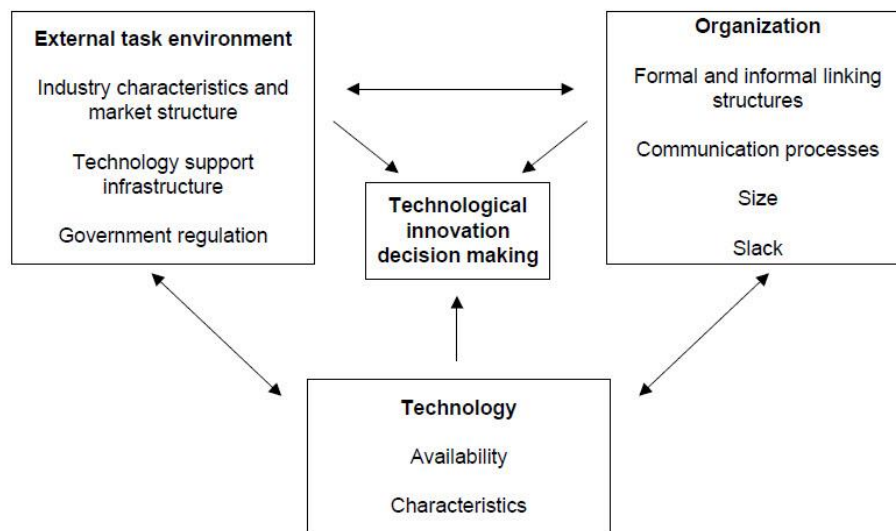 External task environment
Industry characteristics and
market structure
Technology support
infrastructure
Government regulation
Organization
Formal and informal linking
structures
Communication processes
Size
Slack
Technological
innovation
decision making
Technology
Availability
Characteristics